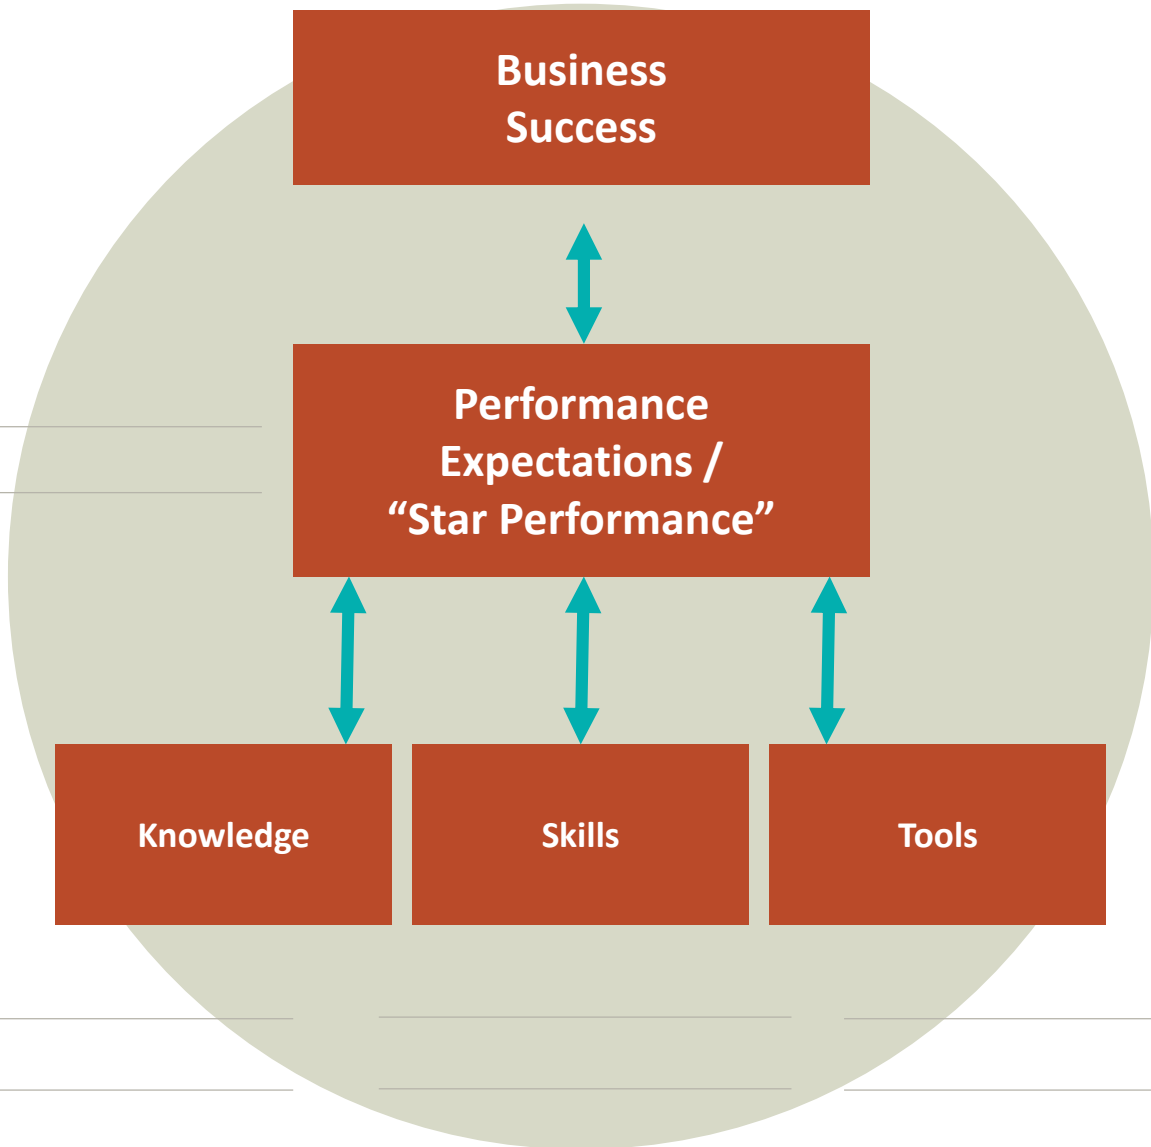 Business
Success
Performance
Expectations /
“Star Performance”
Knowledge
Skills
Tools